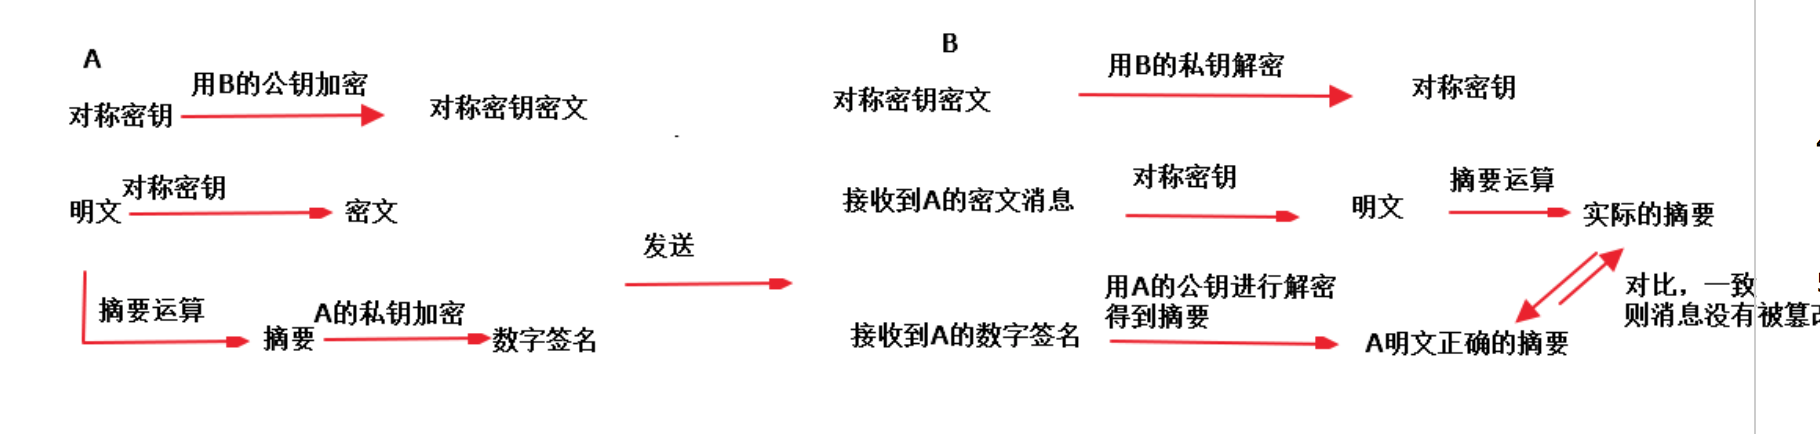 A
用B的公钥加密
对称密钥
对称密钥密文
对称密钥
明文
密文
摘要运算
摘要
A的私钥加密
数字签名
发送
B
用B的私钥解密
对称密钥密文
对称密钥
接收到A的密文消息
对称密钥
明文
摘要运算
实际的摘要
用A的公钥进行解密
得到摘要
接收到A的数字签名
A明文正确的摘要
对比，一致
则消息没有被篡